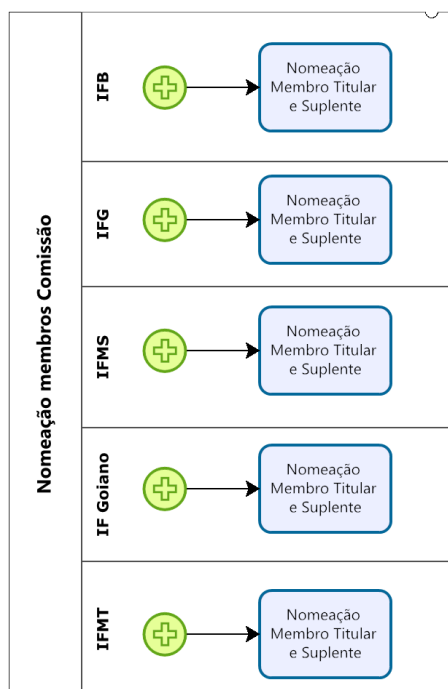 Nomeação membros Comissão
IFB
Nomeação
Membro Titular
e Suplente
IFG
Nomeação
Membro Titular
e Suplente
IFMS
Nomeação
Membro Titular
e Suplente
IF Goiano
Nomeação
Membro Titular
e Suplente
IFMT
Nomeação
Membro Titular
e Suplente